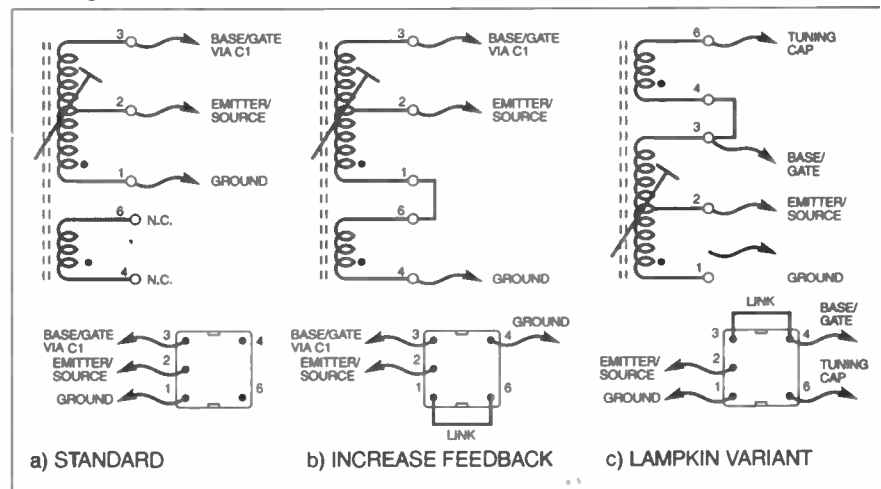 3
BASE/GATE
VIA C1
2
EMITTER/
SOURCE
1
GROUND
6
N.C.
4
N.C.
3
BASE/GATE
VIA C1
2
EMITTER/
SOURCE
1
6
4
GROUND
6
TUNING
CAP
4
3
BASE/
GATE
2
EMITTER/
SOURCE
1
GROUND
BASE/GATE
VIA C1
3
4
EMITTER/
SOURCE
2
GROUND
1
6
BASE/GATE
VIA C1
3
4
GROUND
EMITTER/
SOURCE
2
1
6
LINK
LINK
3
4
BASE/
GATE
EMITTER/
SOURCE
2
GROUND
1
6
TUNING
CAP
a) STANDARD
b) INCREASE FEEDBACK
c) LAMPKIN VARIANT